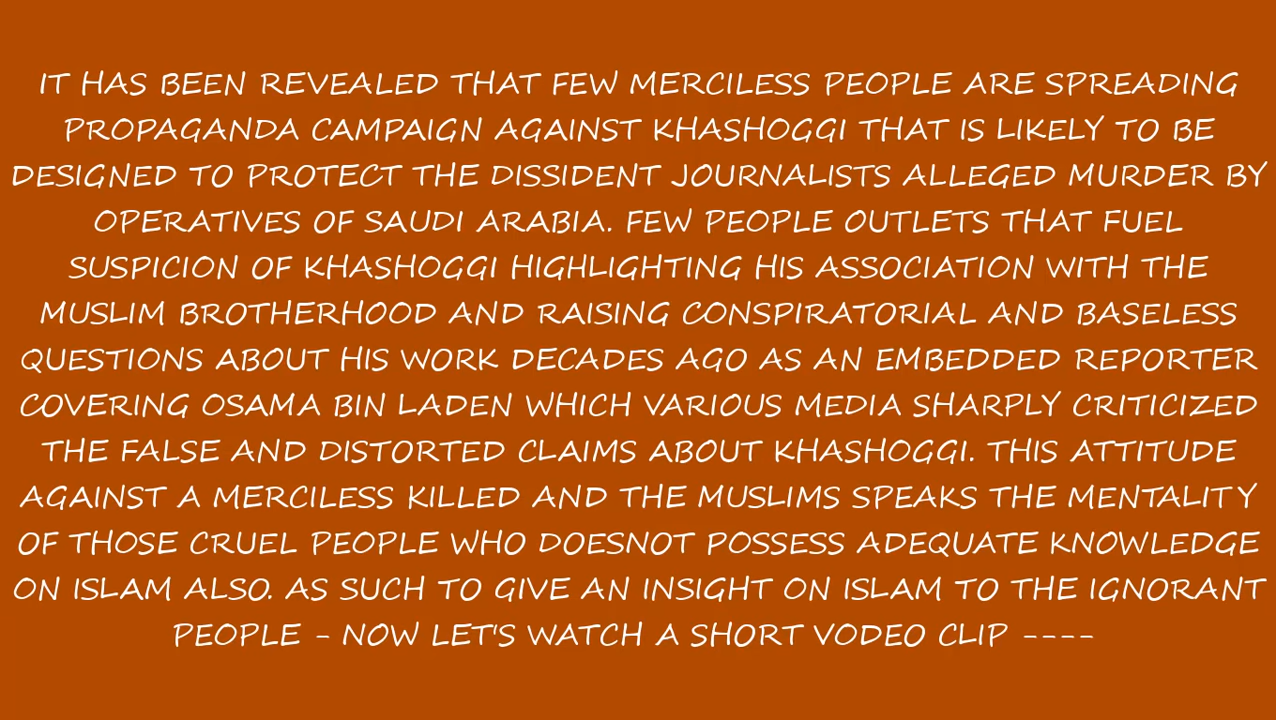 IT HAS BEEN REVEALED THAT FEW MERCILESS PEOPLE ARE SPREADING
PROPAGANDA CAMPAIGN AGAINST KHASHOGGI THAT IS LIKELY TO BE
DESIGNED TO PROTECT THE DISSIDENT JOURNALISTS ALLEGED MURDER BY
OPERATIVES OF SAUDI ARABIA. FEW PEOPLE OUTLETS THAT FUEL
SUSPICION OF KHASHOGGI HIGHLIGHTING HIS ASSOCIATION WITH THE
MUSLIM BROTHERHOOD AND RAISING CONSPIRATORIAL AND BASELESS
QUESTIONS ABOUT HIS WORK DECADES AGO AS AN EMBEDDED REPORTER
COVERING OSAMA BIN LADEN WHICH VARIOUS MEDIA SHARPLY CRITICIZED
THE FALSE AND DISTORTED CLAIMS ABOUT KHASHOGGI. THIS ATTITUDE
AGAINST A MERCILESS KILLED AND THE MUSLIMS SPEAKS THE MENTALITY
OF THOSE CRUEL PEOPLE WHO DOESNOT POSSESS ADEQUATE KNOWLEDGE
ON ISLAM ALSO. AS SUCH TO GIVE AN INSIGHT ON ISLAM TO THE IGNORANT
PEOPLE - NOW LET'S WATCH A SHORT VODEO CLIP ----